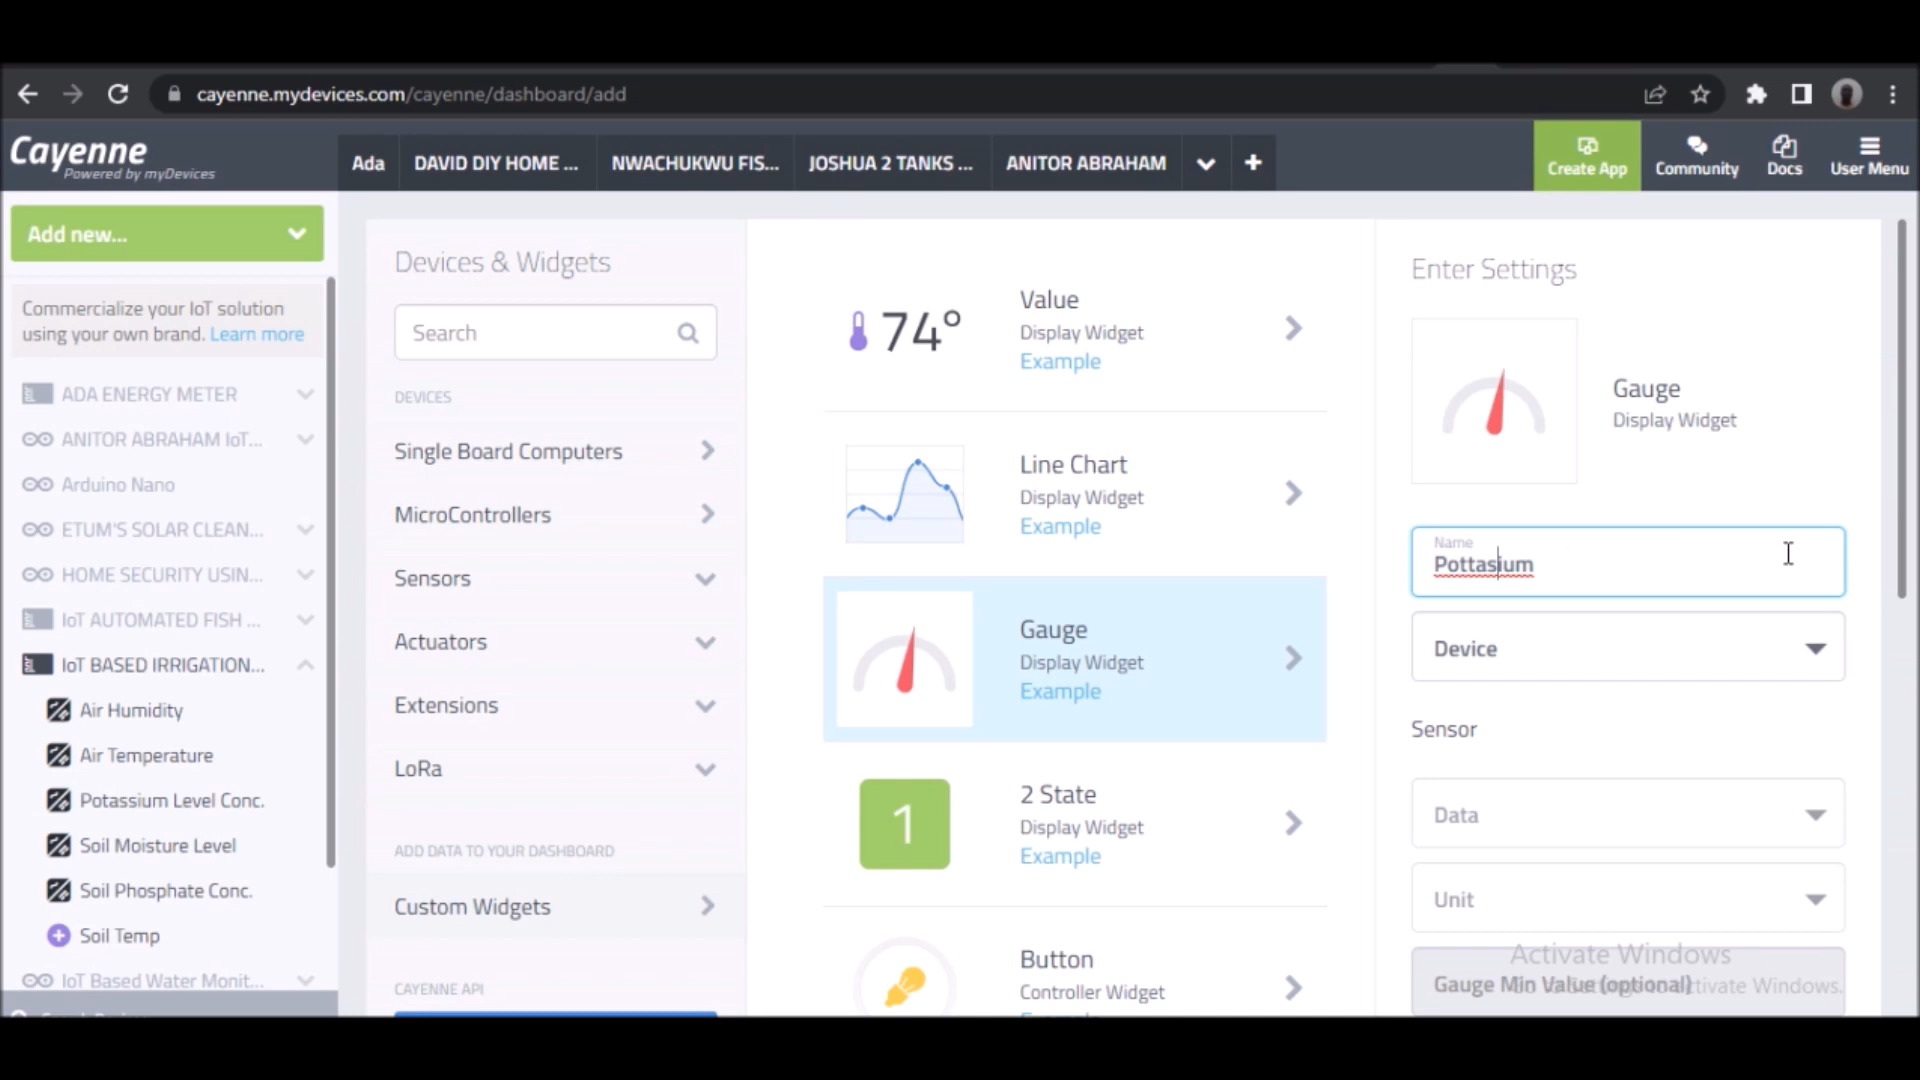 cayenne.mydevices.com/cayenne/dashboard/add
Cayenne
Powered by myDevices
Ada
DAVID DIY HOME ...
NWACHUKWU FIS...
JOSHUA 2 TANKS ...
ANITOR ABRAHAM
Create App
Community
Docs
User Menu
Add new...
Commercialize your IoT solution
using your own brand. Learn more
ADA ENERGY METER
ANITOR ABRAHAM IoT...
Arduino Nano
ETUM'S SOLAR CLEAN...
HOME SECURITY USIN...
IoT AUTOMATED FISH ...
IoT BASED IRRIGATION...
Air Humidity
Air Temperature
Potassium Level Conc.
Soil Moisture Level
Soil Phosphate Conc.
Soil Temp
IoT Based Water Monit...
Devices & Widgets
Search
DEVICES
Single Board Computers
MicroControllers
Sensors
Actuators
Extensions
LoRa
ADD DATA TO YOUR DASHBOARD
Custom Widgets
CAYENNE API
74°
Value
Display Widget
Example
Line Chart
Display Widget
Example
Gauge
Display Widget
Example
1
2 State
Display Widget
Example
Button
Controller Widget
Enter Settings
Gauge
Display Widget
Name
Pottasium
Device
Sensor
Data
Unit
Activate Windows
Gauge Min Value (optional)
Activate Windows.